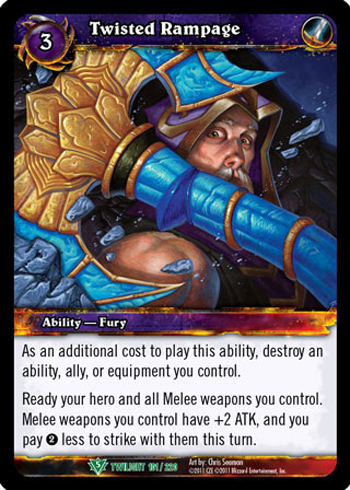 3
Twisted Rampage
Ability — Fury
As an additional cost to play this ability, destroy an
ability, ally, or equipment you control.
Ready your hero and all Melee weapons you control.
Melee weapons you control have +2 ATK, and you
pay 2 less to strike with them this turn.
TWILIGHT 101/220
Art by: Chris Seaman
©2011 CZE ©2011 Blizzard Entertainment, Inc.